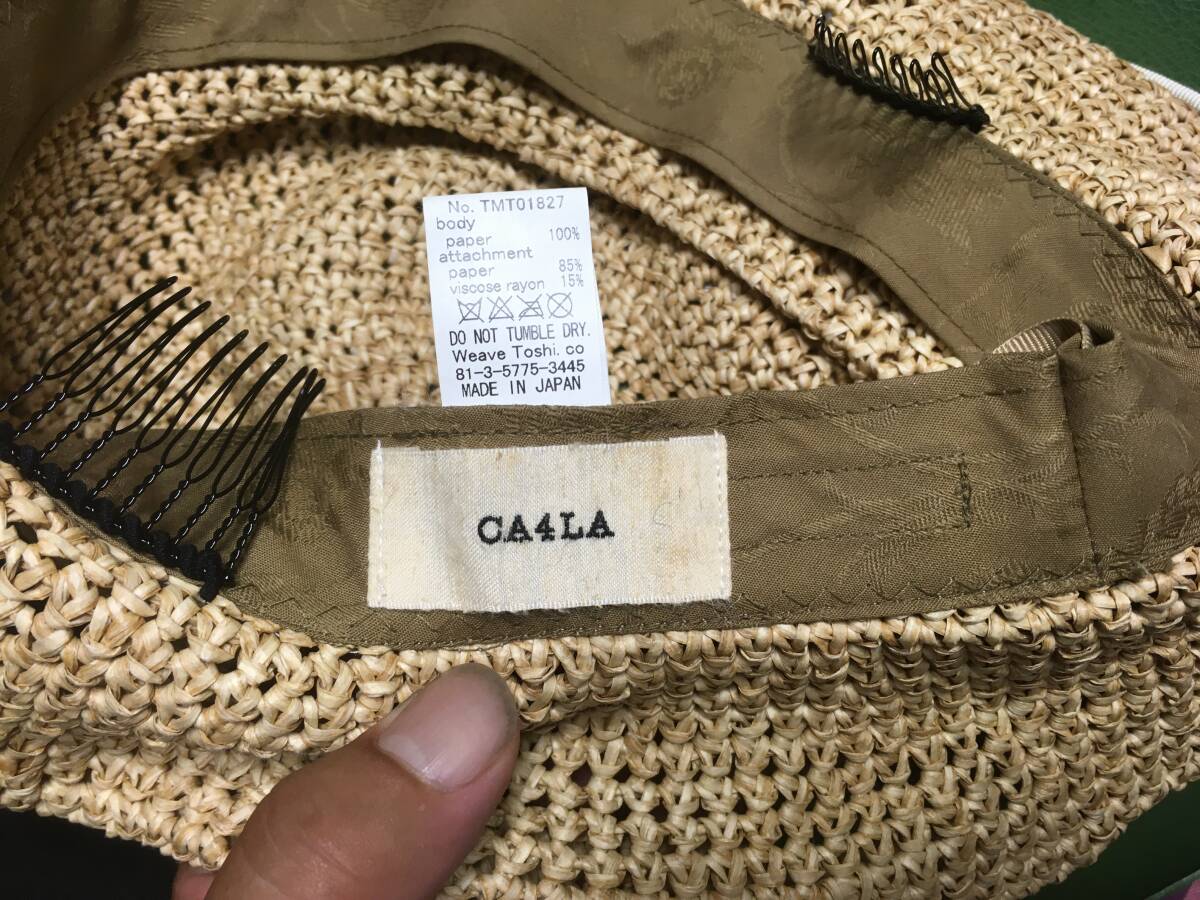 No. TMT01827
body
paper 100%
attachment
paper 85%
viscose rayon 15%
DO NOT TUMBLE DRY.
Weave Toshi. co
81-3-5775-3445
MADE IN JAPAN
CA4LA